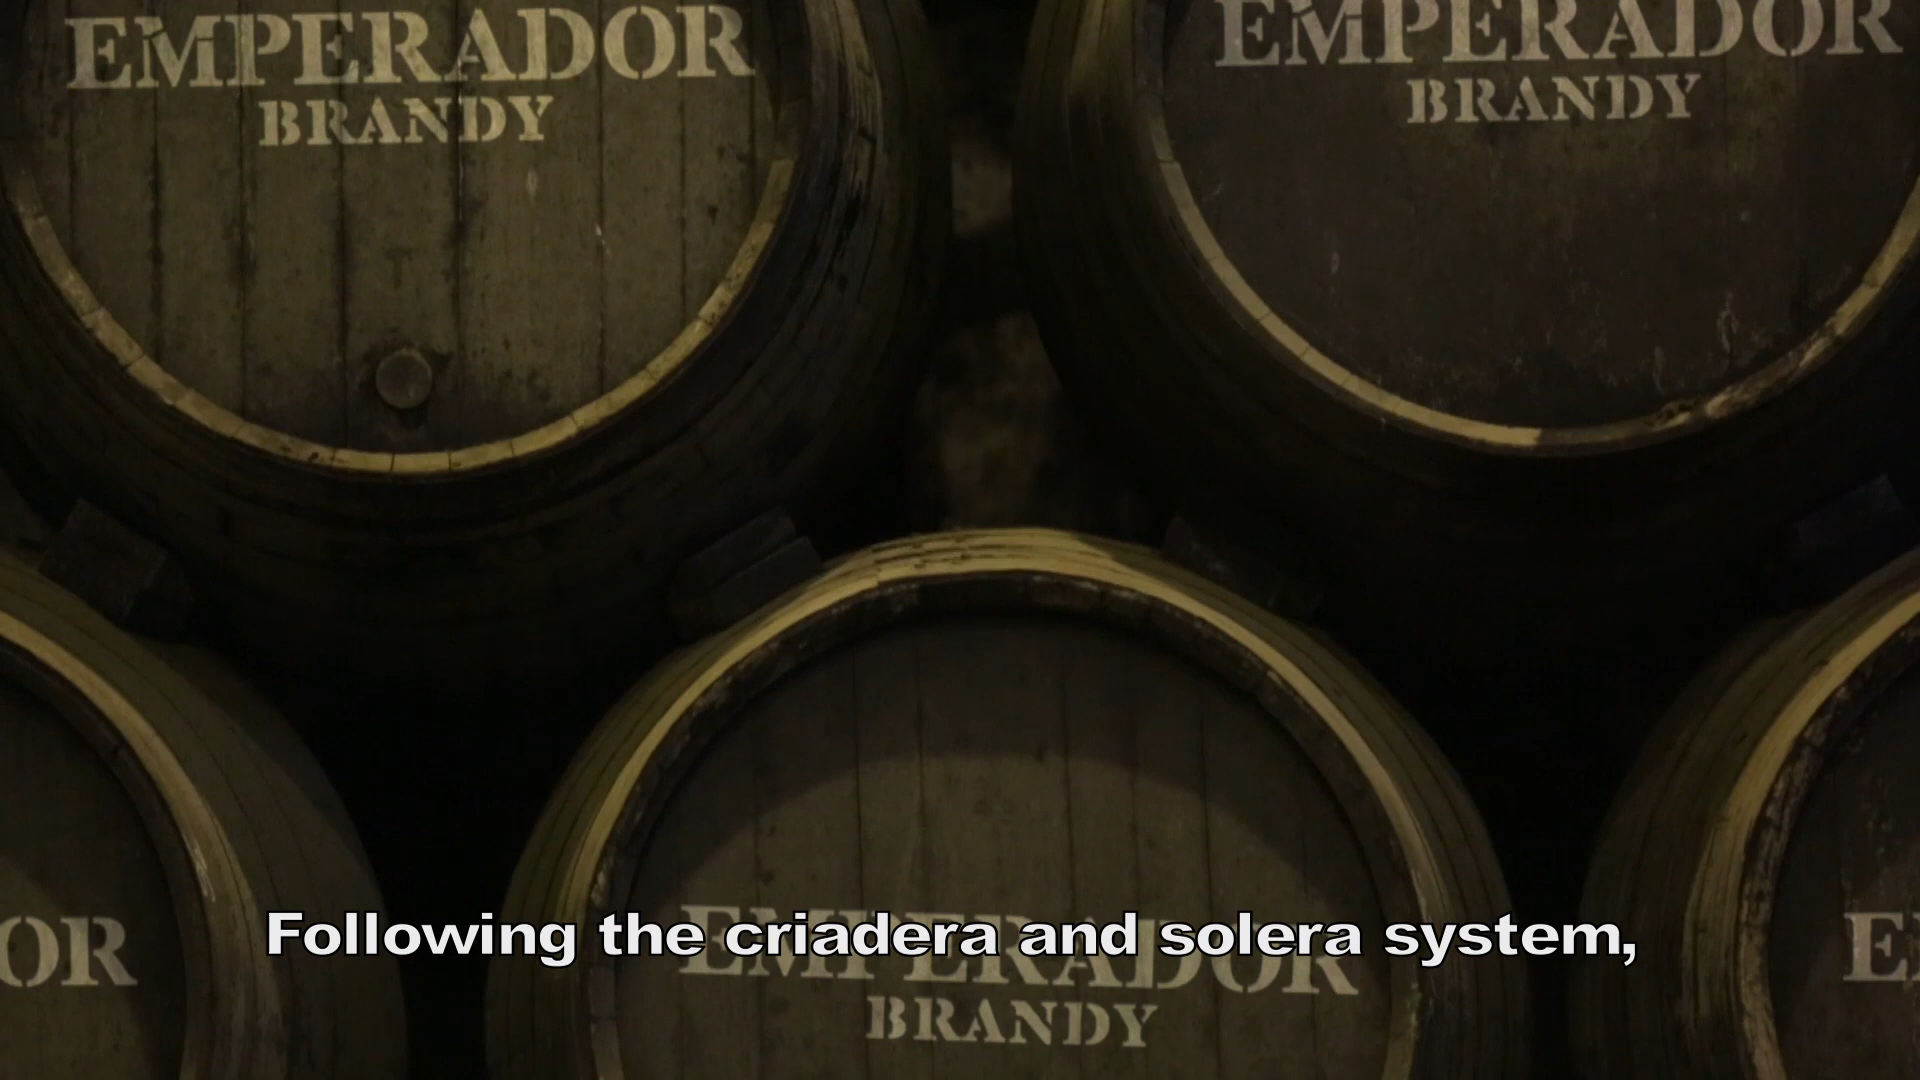 EMPERADOR
BRANDY
EMPERADOR
BRANDY
Following the criadera and solera system,
OR
EMPERADOR
BRANDY
E